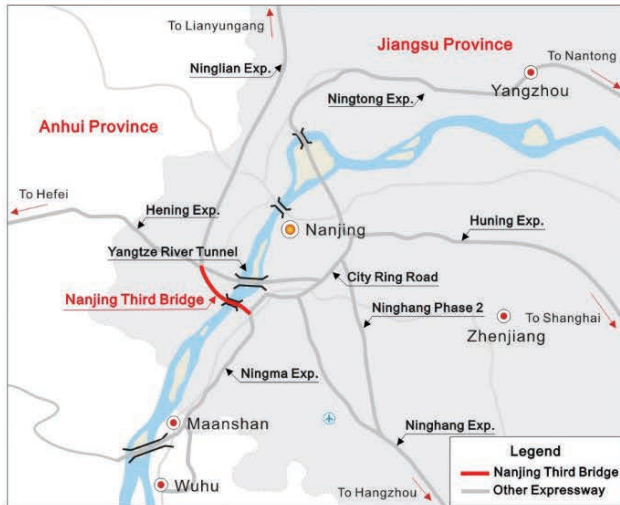 To Lianyungang
Jiangsu Province
Ninglian Exp.
To Nantong
Yangzhou
Ningtong Exp.
Anhui Province
To Hefei
Hening Exp.
Nanjing
Huning Exp.
Yangtze River Tunnel
City Ring Road
Nanjing Third Bridge
Ninghang Phase 2
To Shanghai
Zhenjiang
Ningma Exp.
Maanshan
Ninghang Exp.
Wuhu
To Hangzhou
Legend
Nanjing Third Bridge
Other Expressway